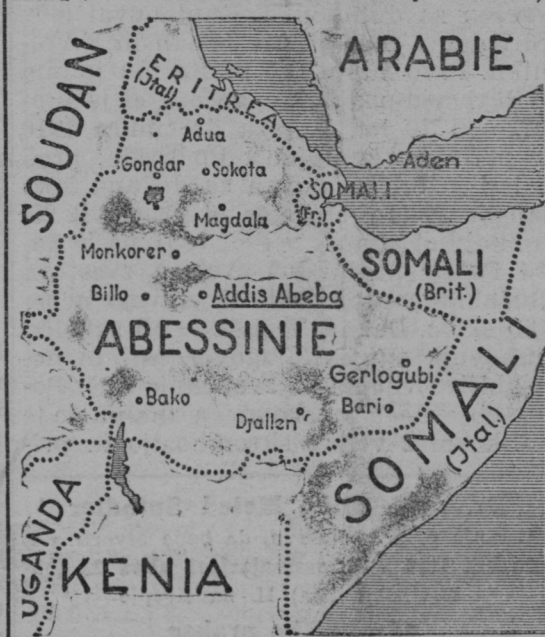 ARABIE
SOUDAN
ERITREA
(Ital)
Adua
Aden
Gondar
Sokota
SOMALI
(Fr.)
Magdala
Monkorer
SOMALI
(Brit.)
Billo
Addis Abeba
ABESSINIE
Gerlogubi
Bako
Bari
Djallen
SOMALI
(Ital.)
UGANDA
KENIA